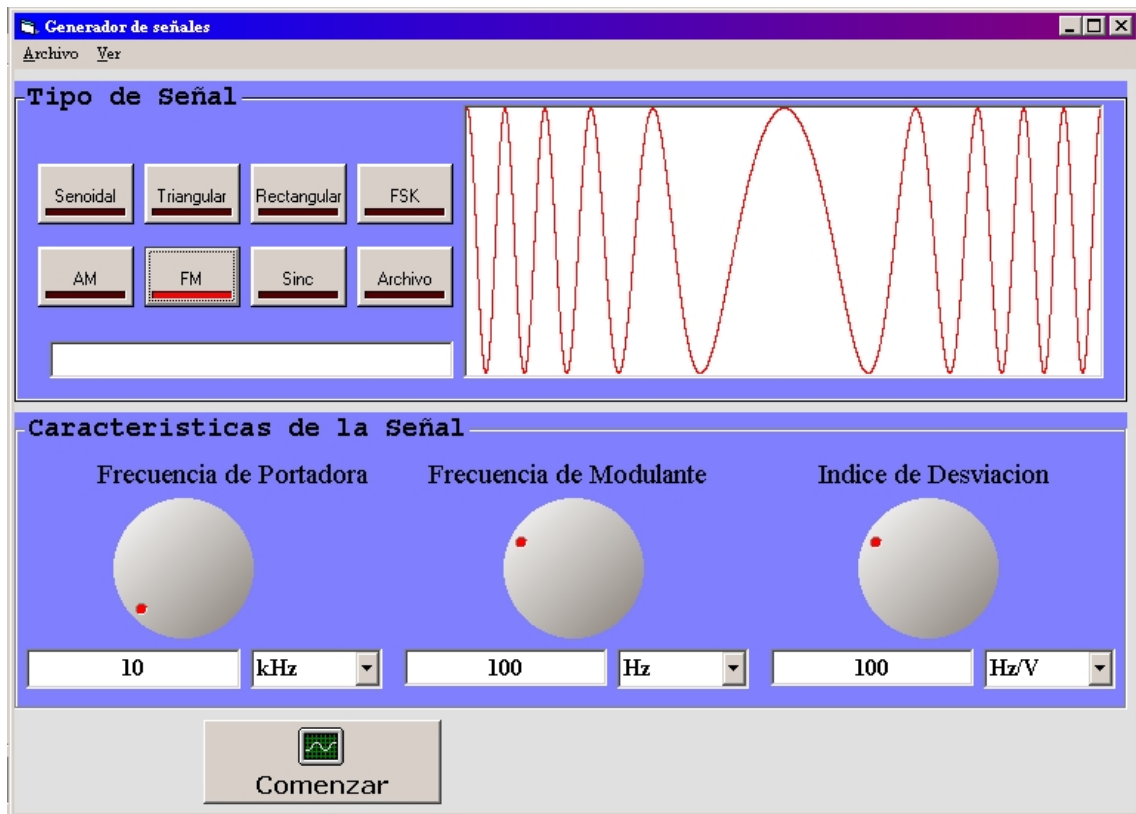 Generador de señales
Archivo Ver
Tipo de Señal
Senoidal Triangular Rectangular FSK
AM FM Sinc Archivo
Caracteristicas de la Señal
Frecuencia de Portadora Frecuencia de Modulante Indice de Desviacion
10 kHz 100 Hz 100 Hz/V
Comenzar